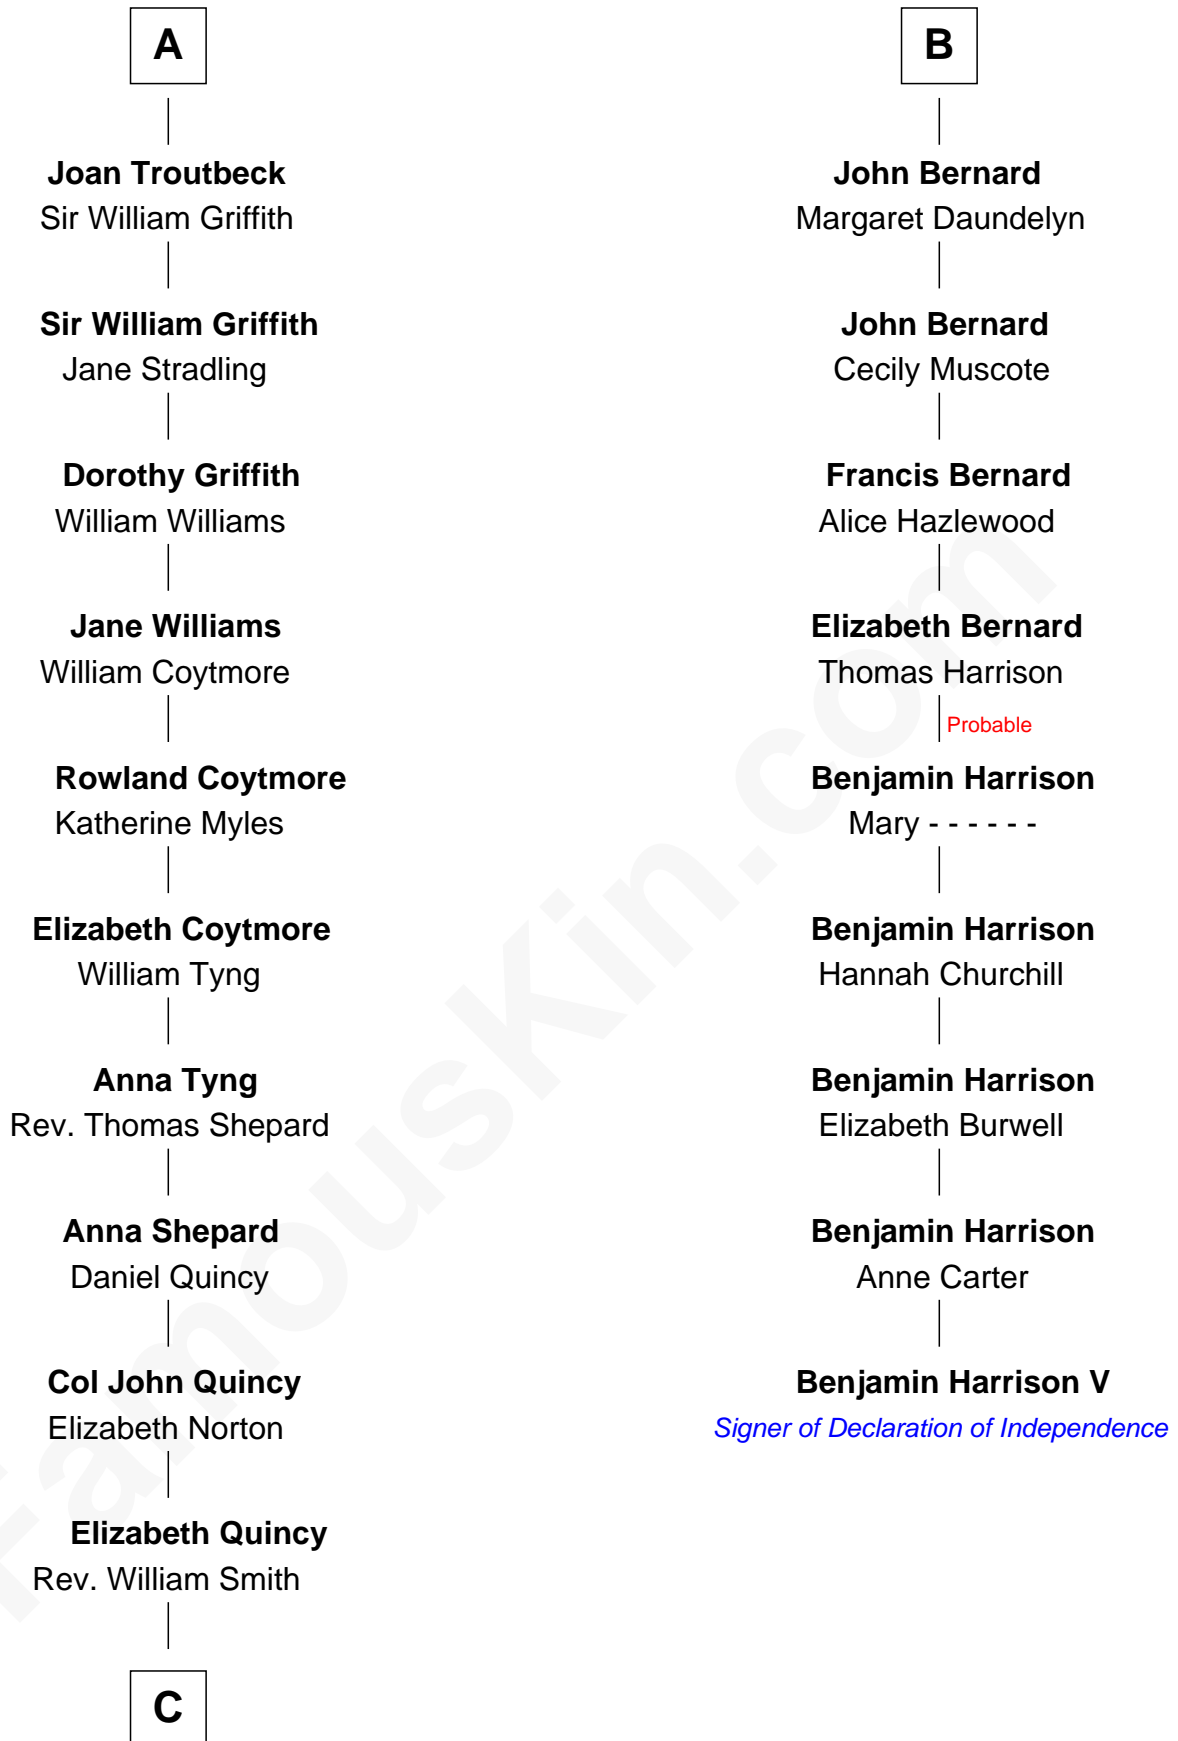 A
Joan Troutbeck
Sir William Griffith
Sir William Griffith
Jane Stradling
Dorothy Griffith
William Williams
Jane Williams
William Coytmore
Rowland Coytmore
Katherine Myles
Elizabeth Coytmore
William Tyng
Anna Tyng
Rev. Thomas Shepard
Anna Shepard
Daniel Quincy
Col John Quincy
Elizabeth Norton
Elizabeth Quincy
Rev. William Smith
C
B
John Bernard
Margaret Daundelyn
John Bernard
Cecily Muscote
Francis Bernard
Alice Hazlewood
Elizabeth Bernard
Thomas Harrison
Probable
Benjamin Harrison
Mary - - - - - -
Benjamin Harrison
Hannah Churchill
Benjamin Harrison
Elizabeth Burwell
Benjamin Harrison
Anne Carter
Benjamin Harrison V
Signer of Declaration of Independence
FamousKin.com